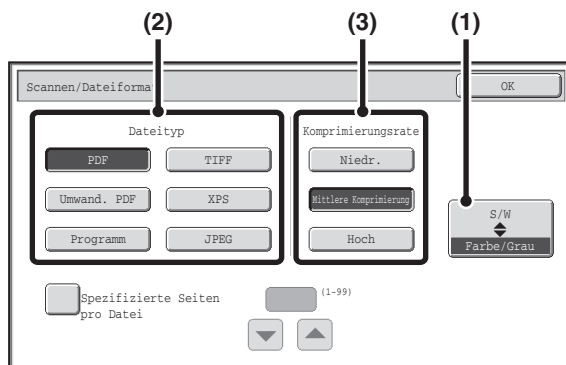 (2) (3) (1)
Scannen/Dateiforma OK
Dateityp Komprimierungsrate
PDF TIFF Niedr.
Umwand. PDF XPS Mittlere Komprimierung
S/W
Programm JPEG Hoch
Farbe/Grau
Spezifizierte Seiten (1-99)
pro Datei